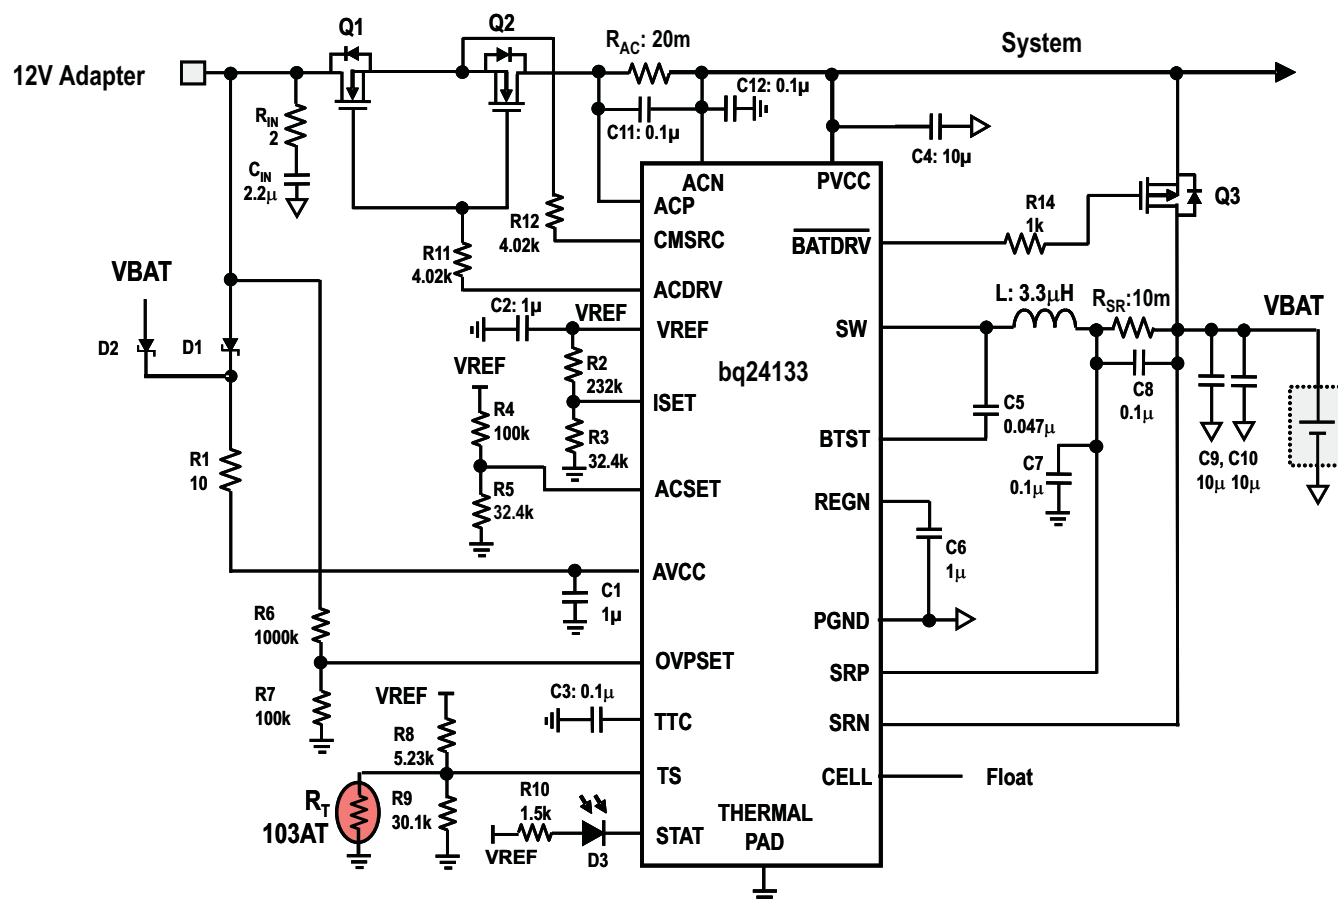 Q1
Q2
R_AC: 20m
System
12V Adapter
R_IN
2
C_IN
2.2µ
C11: 0.1µ
C12: 0.1µ
C4: 10µ
ACN
PVCC
ACP
R12
4.02k
CMSRC
R11
4.02k
ACDRV
BATDRV
R14
1k
Q3
VBAT
D2
D1
C2: 1µ
VREF
VREF
VREF
R2
232k
R4
100k
ISET
R3
32.4k
R5
32.4k
ACSET
bq24133
SW
L: 3.3µH
R_SR:10m
VBAT
C8
0.1µ
C5
0.047µ
BTST
C7
0.1µ
C9, C10
10µ 10µ
R1
10
REGN
C6
1µ
AVCC
C1
1µ
PGND
R6
1000k
OVPSET
SRP
R7
100k
VREF
C3: 0.1µ
TTC
SRN
R8
5.23k
TS
CELL
Float
R_T
103AT
R9
30.1k
R10
1.5k
VREF
D3
STAT
THERMAL
PAD